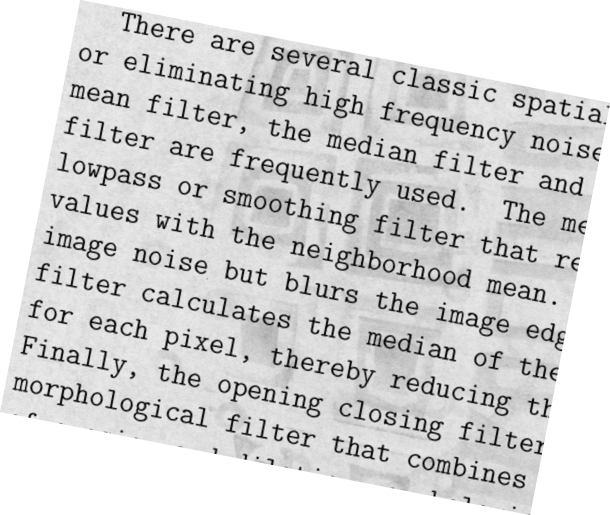 There are several classic spatial
or eliminating high frequency noise
mean filter, the median filter and
filter are frequently used. The me
lowpass or smoothing filter that re
values with the neighborhood mean.
image noise but blurs the image edg
filter calculates the median of the
for each pixel, thereby reducing th
Finally, the opening closing filter
morphological filter that combines